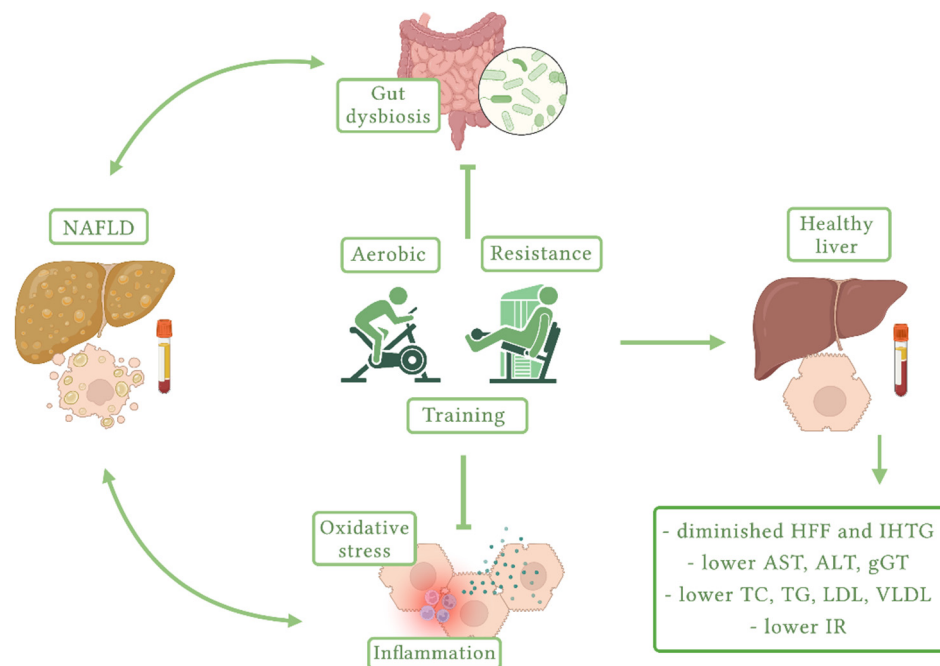 Gut
dysbiosis
NAFLD
Aerobic
Resistance
Healthy
liver
Training
Oxidative
stress
Inflammation
- diminished HFF and IHTG
- lower AST, ALT, gGT
- lower TC, TG, LDL, VLDL
- lower IR